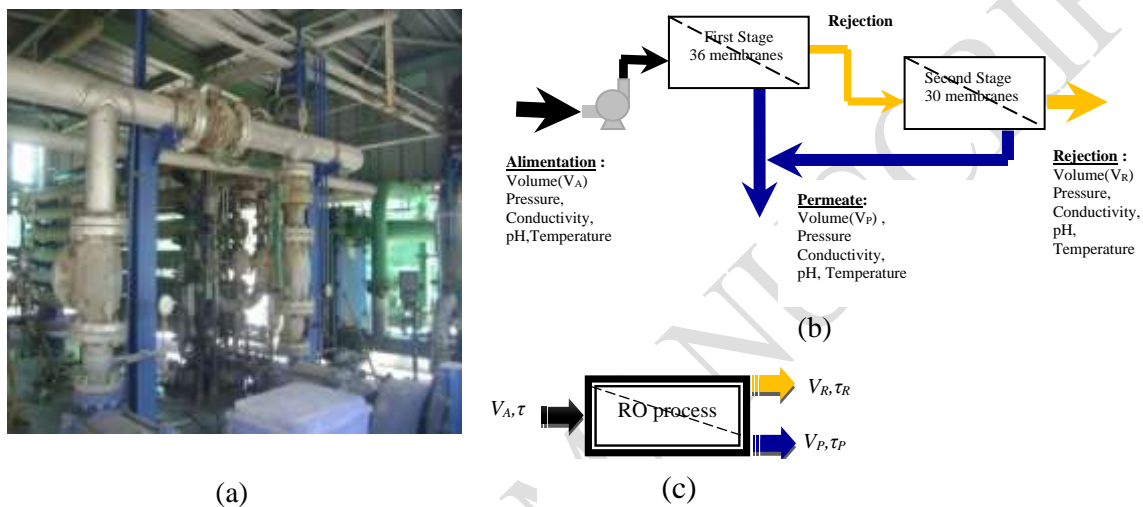 Rejection
First Stage
36 membranes
Second Stage
30 membranes
Alimentation :
Volume(VA)
Pressure,
Conductivity,
pH,Temperature
Permeate:
Volume(VP) ,
Pressure
Conductivity,
pH, Temperature
Rejection :
Volume(VR)
Pressure,
Conductivity,
pH,
Temperature
(b)
VA,τ
RO process
VR,τR
VP,τP
(a)
(c)